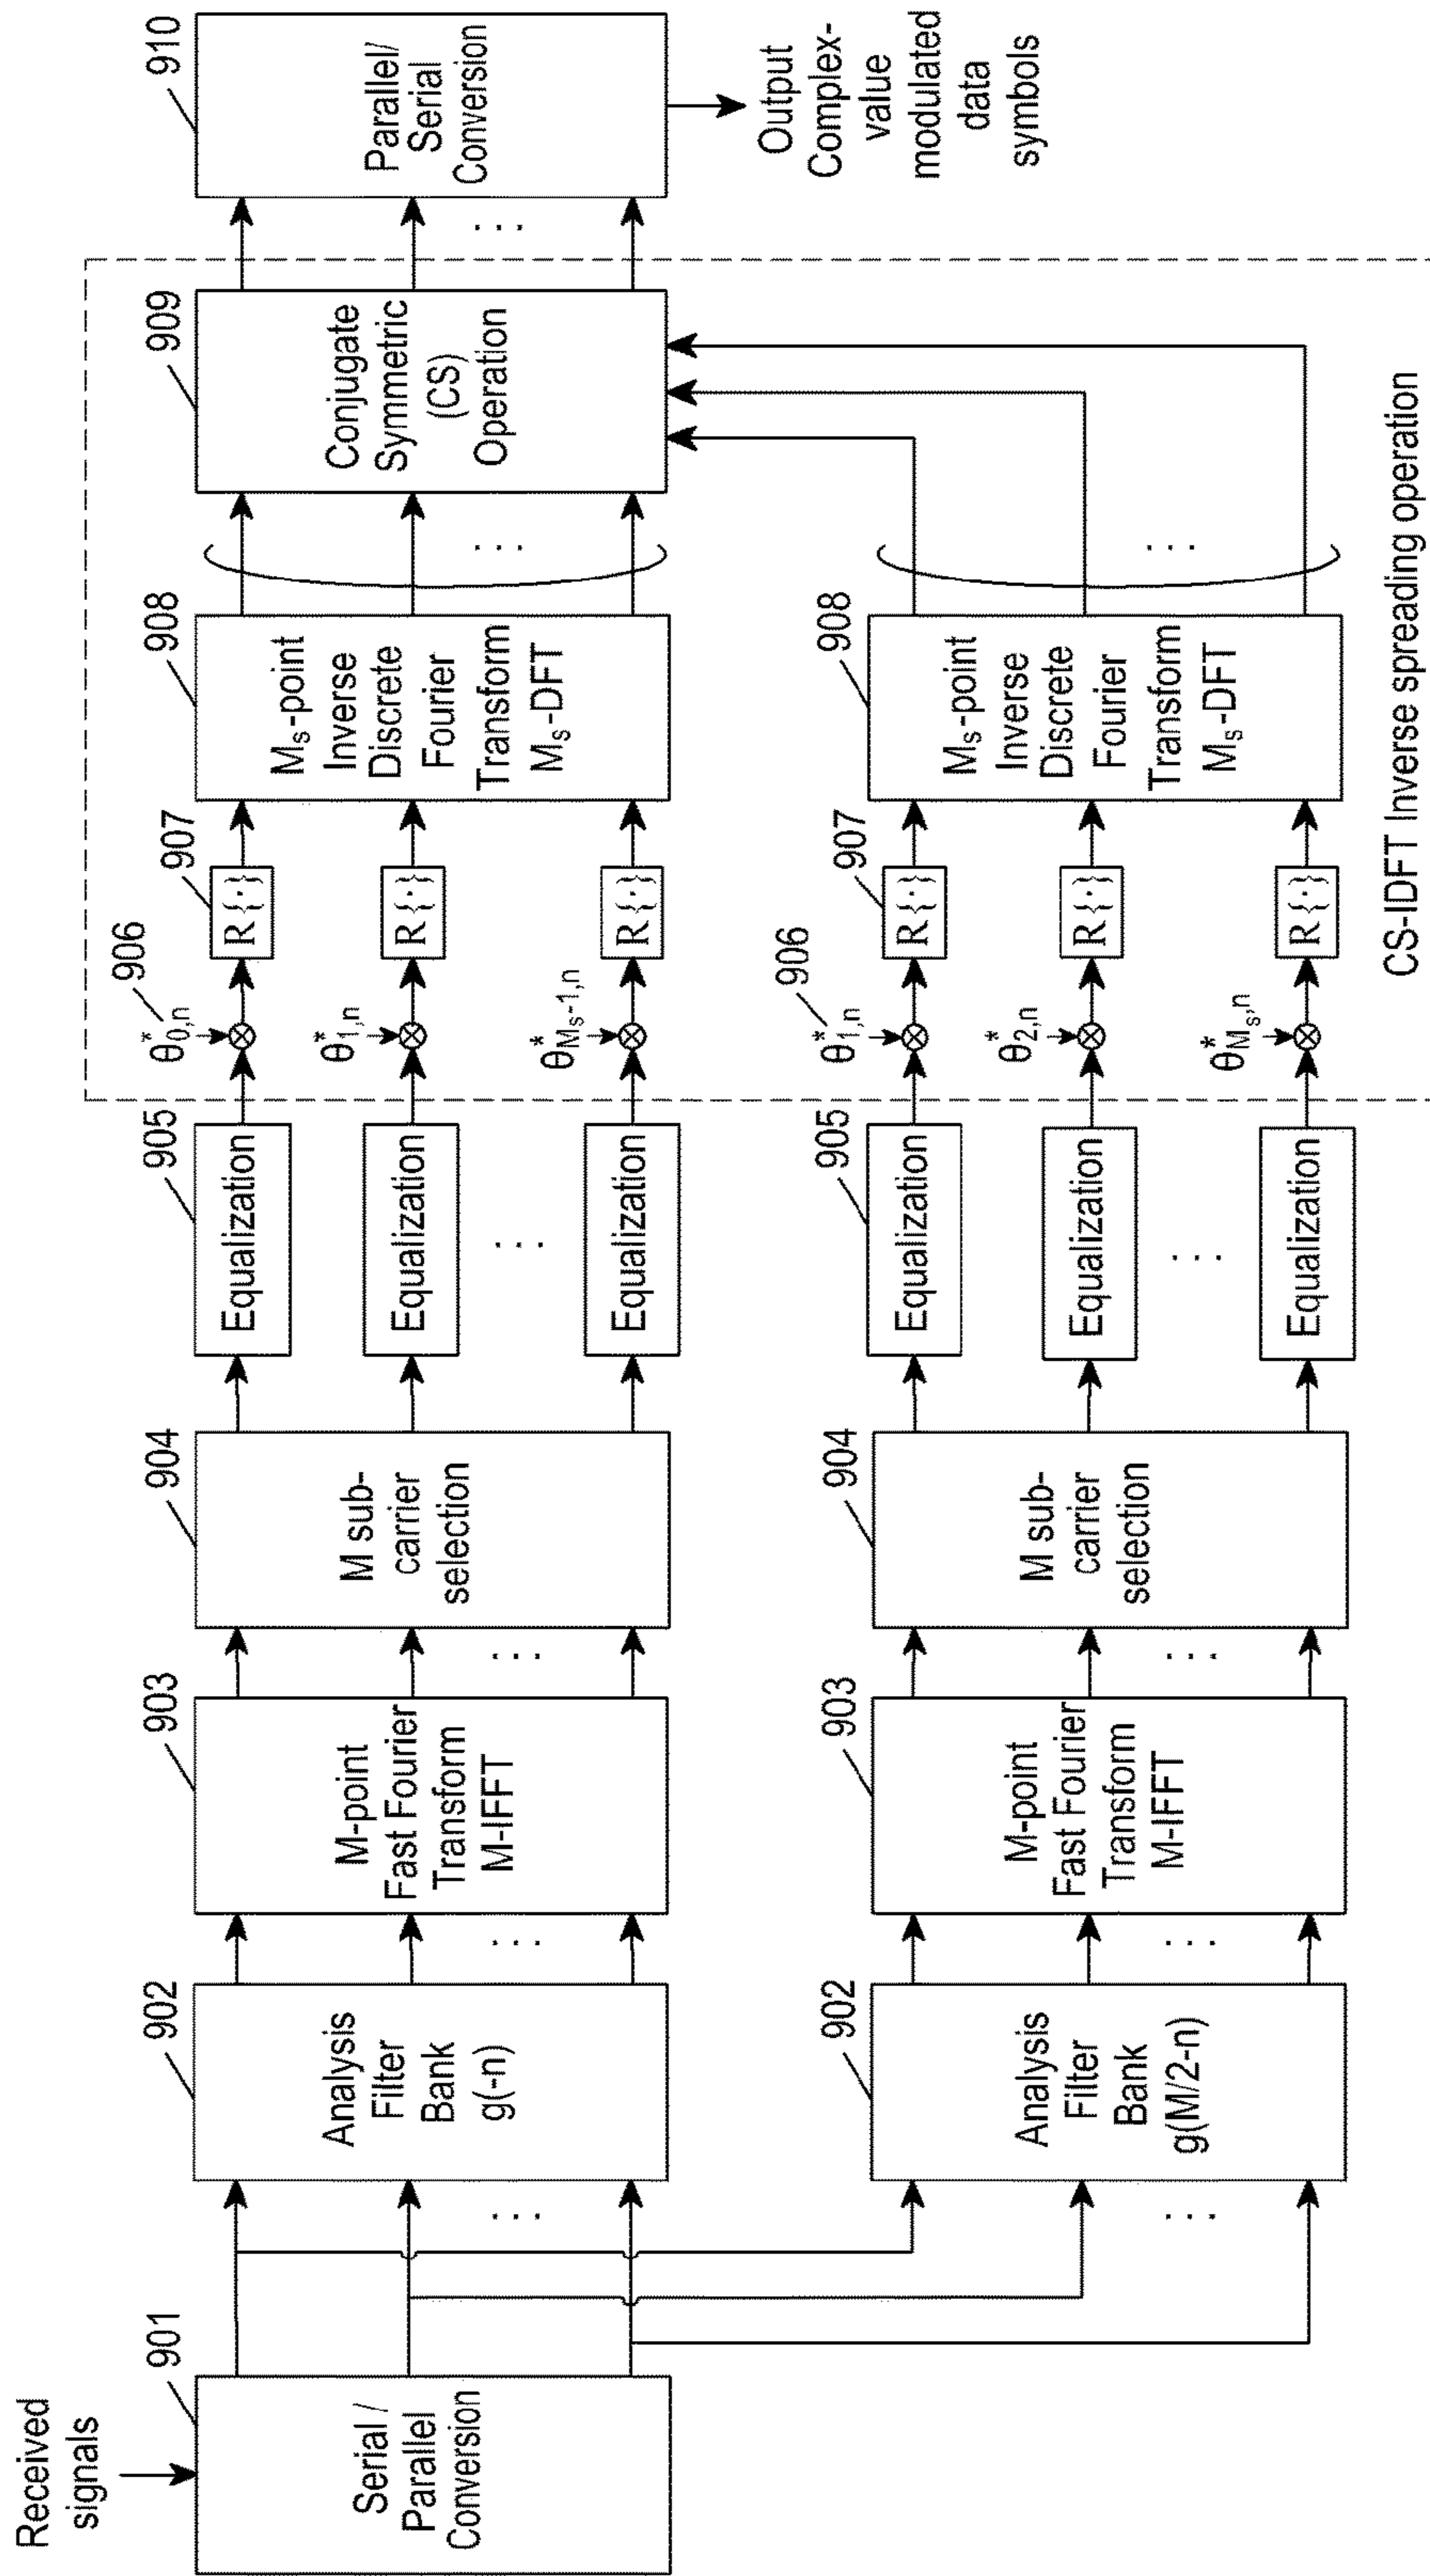 Received
signals
901
Serial /
Parallel
Conversion
902
Analysis
Filter
Bank
g(-n)
903
M-point
Fast Fourier
Transform
M-IFFT
904
M sub-
carrier
selection
905
Equalization
Equalization
. . .
Equalization
906
θ*0,n
θ*1,n
θ*Ms-1,n
907
R{·}
R{·}
R{·}
908
Ms-point
Inverse
Discrete
Fourier
Transform
Ms-DFT
909
Conjugate
Symmetric
(CS)
Operation
910
Parallel/
Serial
Conversion
Output
Complex-
value
modulated
data
symbols
902
Analysis
Filter
Bank
g(M/2-n)
903
M-point
Fast Fourier
Transform
M-IFFT
904
M sub-
carrier
selection
905
Equalization
Equalization
. . .
Equalization
906
θ*1,n
θ*2,n
θ*Ms,n
907
R{·}
R{·}
R{·}
908
Ms-point
Inverse
Discrete
Fourier
Transform
Ms-DFT
CS-IDFT Inverse spreading operation